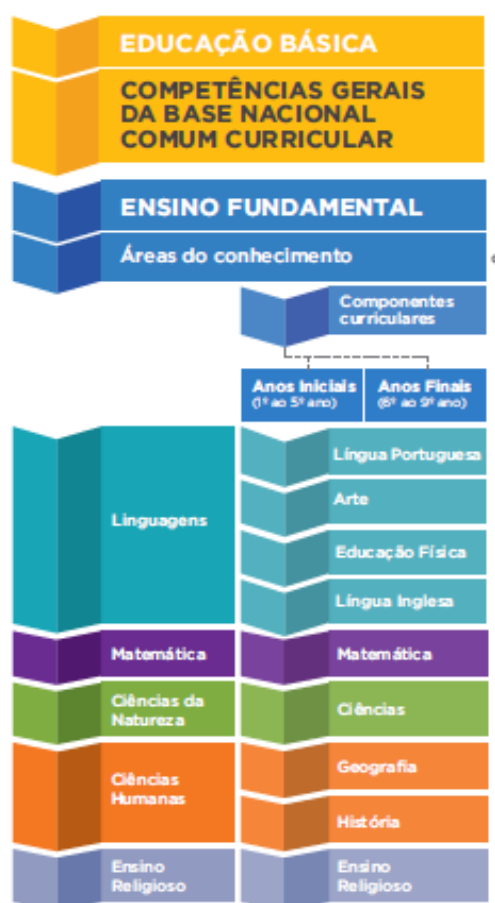 EDUCAÇÃO BÁSICA
COMPETÊNCIAS GERAIS
DA BASE NACIONAL
COMUM CURRICULAR
ENSINO FUNDAMENTAL
Áreas do conhecimento
Componentes
curriculares
Anos Iniciais
(1º ao 5º ano)
Anos Finais
(6º ao 9º ano)
Linguagens
Língua Portuguesa
Arte
Educação Física
Língua Inglesa
Matemática
Matemática
Ciências da
Natureza
Ciências
Ciências
Humanas
Geografia
História
Ensino
Religioso
Ensino
Religioso